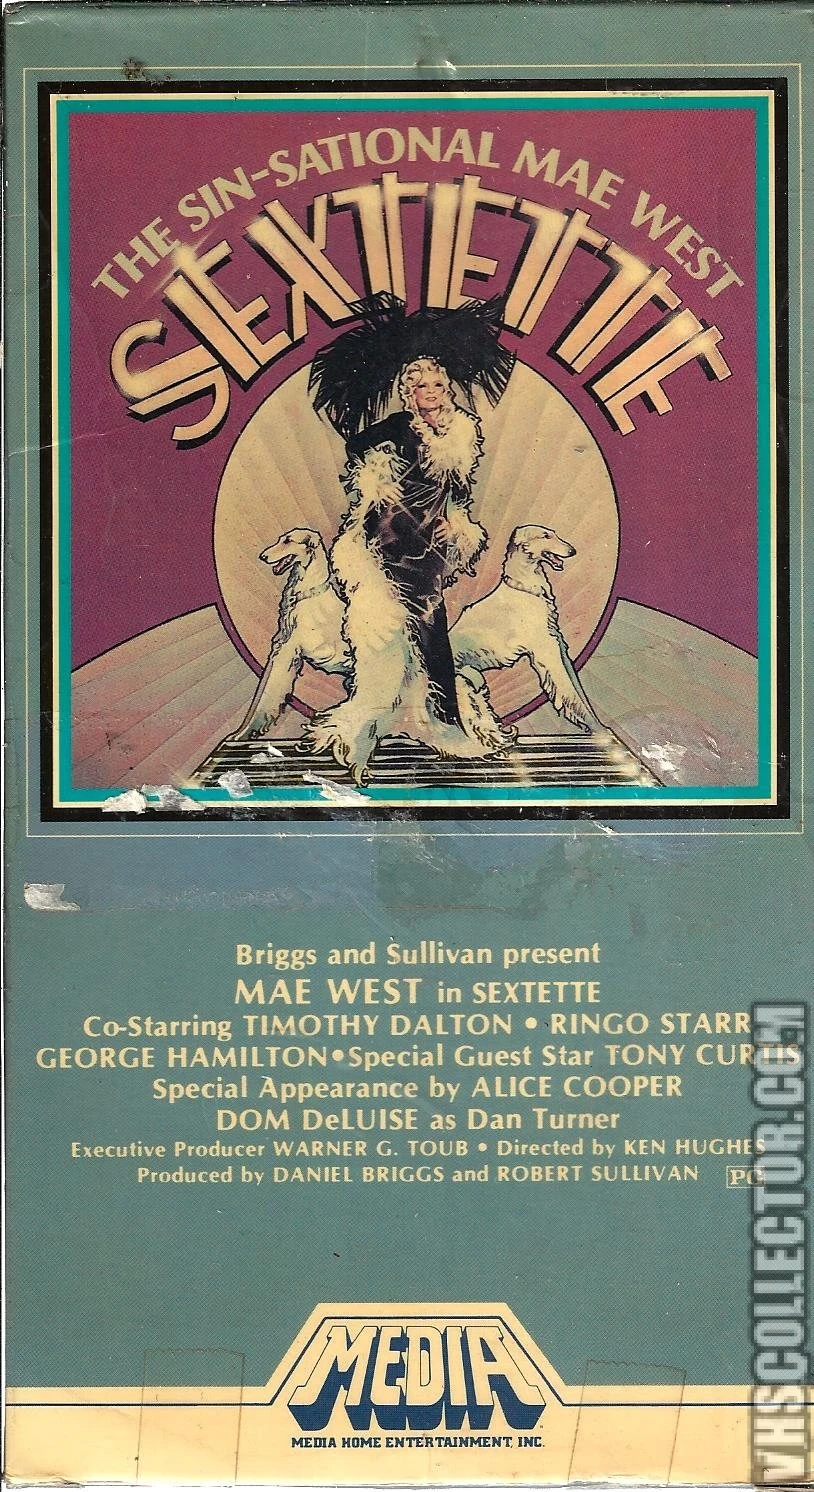 THE SIN-SATIONAL MAE WEST
SEXTETTE
Briggs and Sullivan present
MAE WEST in SEXTETTE
Co-Starring TIMOTHY DALTON • RINGO STARR
GEORGE HAMILTON•Special Guest Star TONY CURTIS
Special Appearance by ALICE COOPER
DOM DeLUISE as Dan Turner
Executive Producer WARNER G. TOUB • Directed by KEN HUGHES
Produced by DANIEL BRIGGS and ROBERT SULLIVAN PG
MEDIA
MEDIA HOME ENTERTAINMENT, INC.
VHSCOLLECTOR.COM